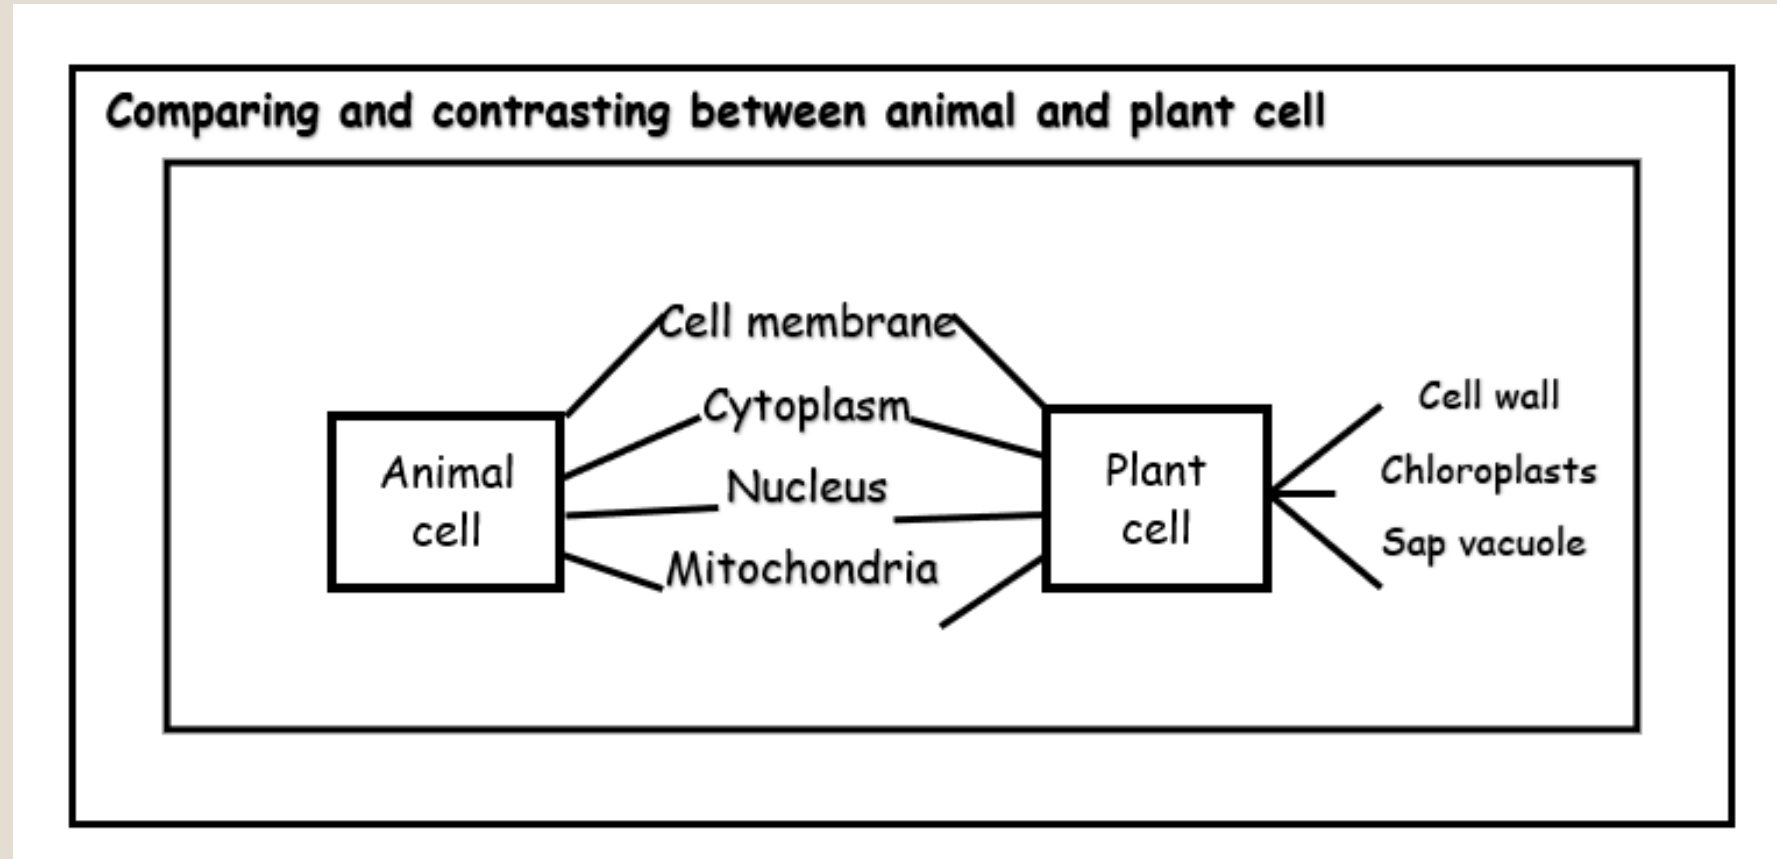 Comparing and contrasting between animal and plant cell
Cell membrane
Cytoplasm
Nucleus
Mitochondria
Animal
cell
Plant
cell
Cell wall
Chloroplasts
Sap vacuole